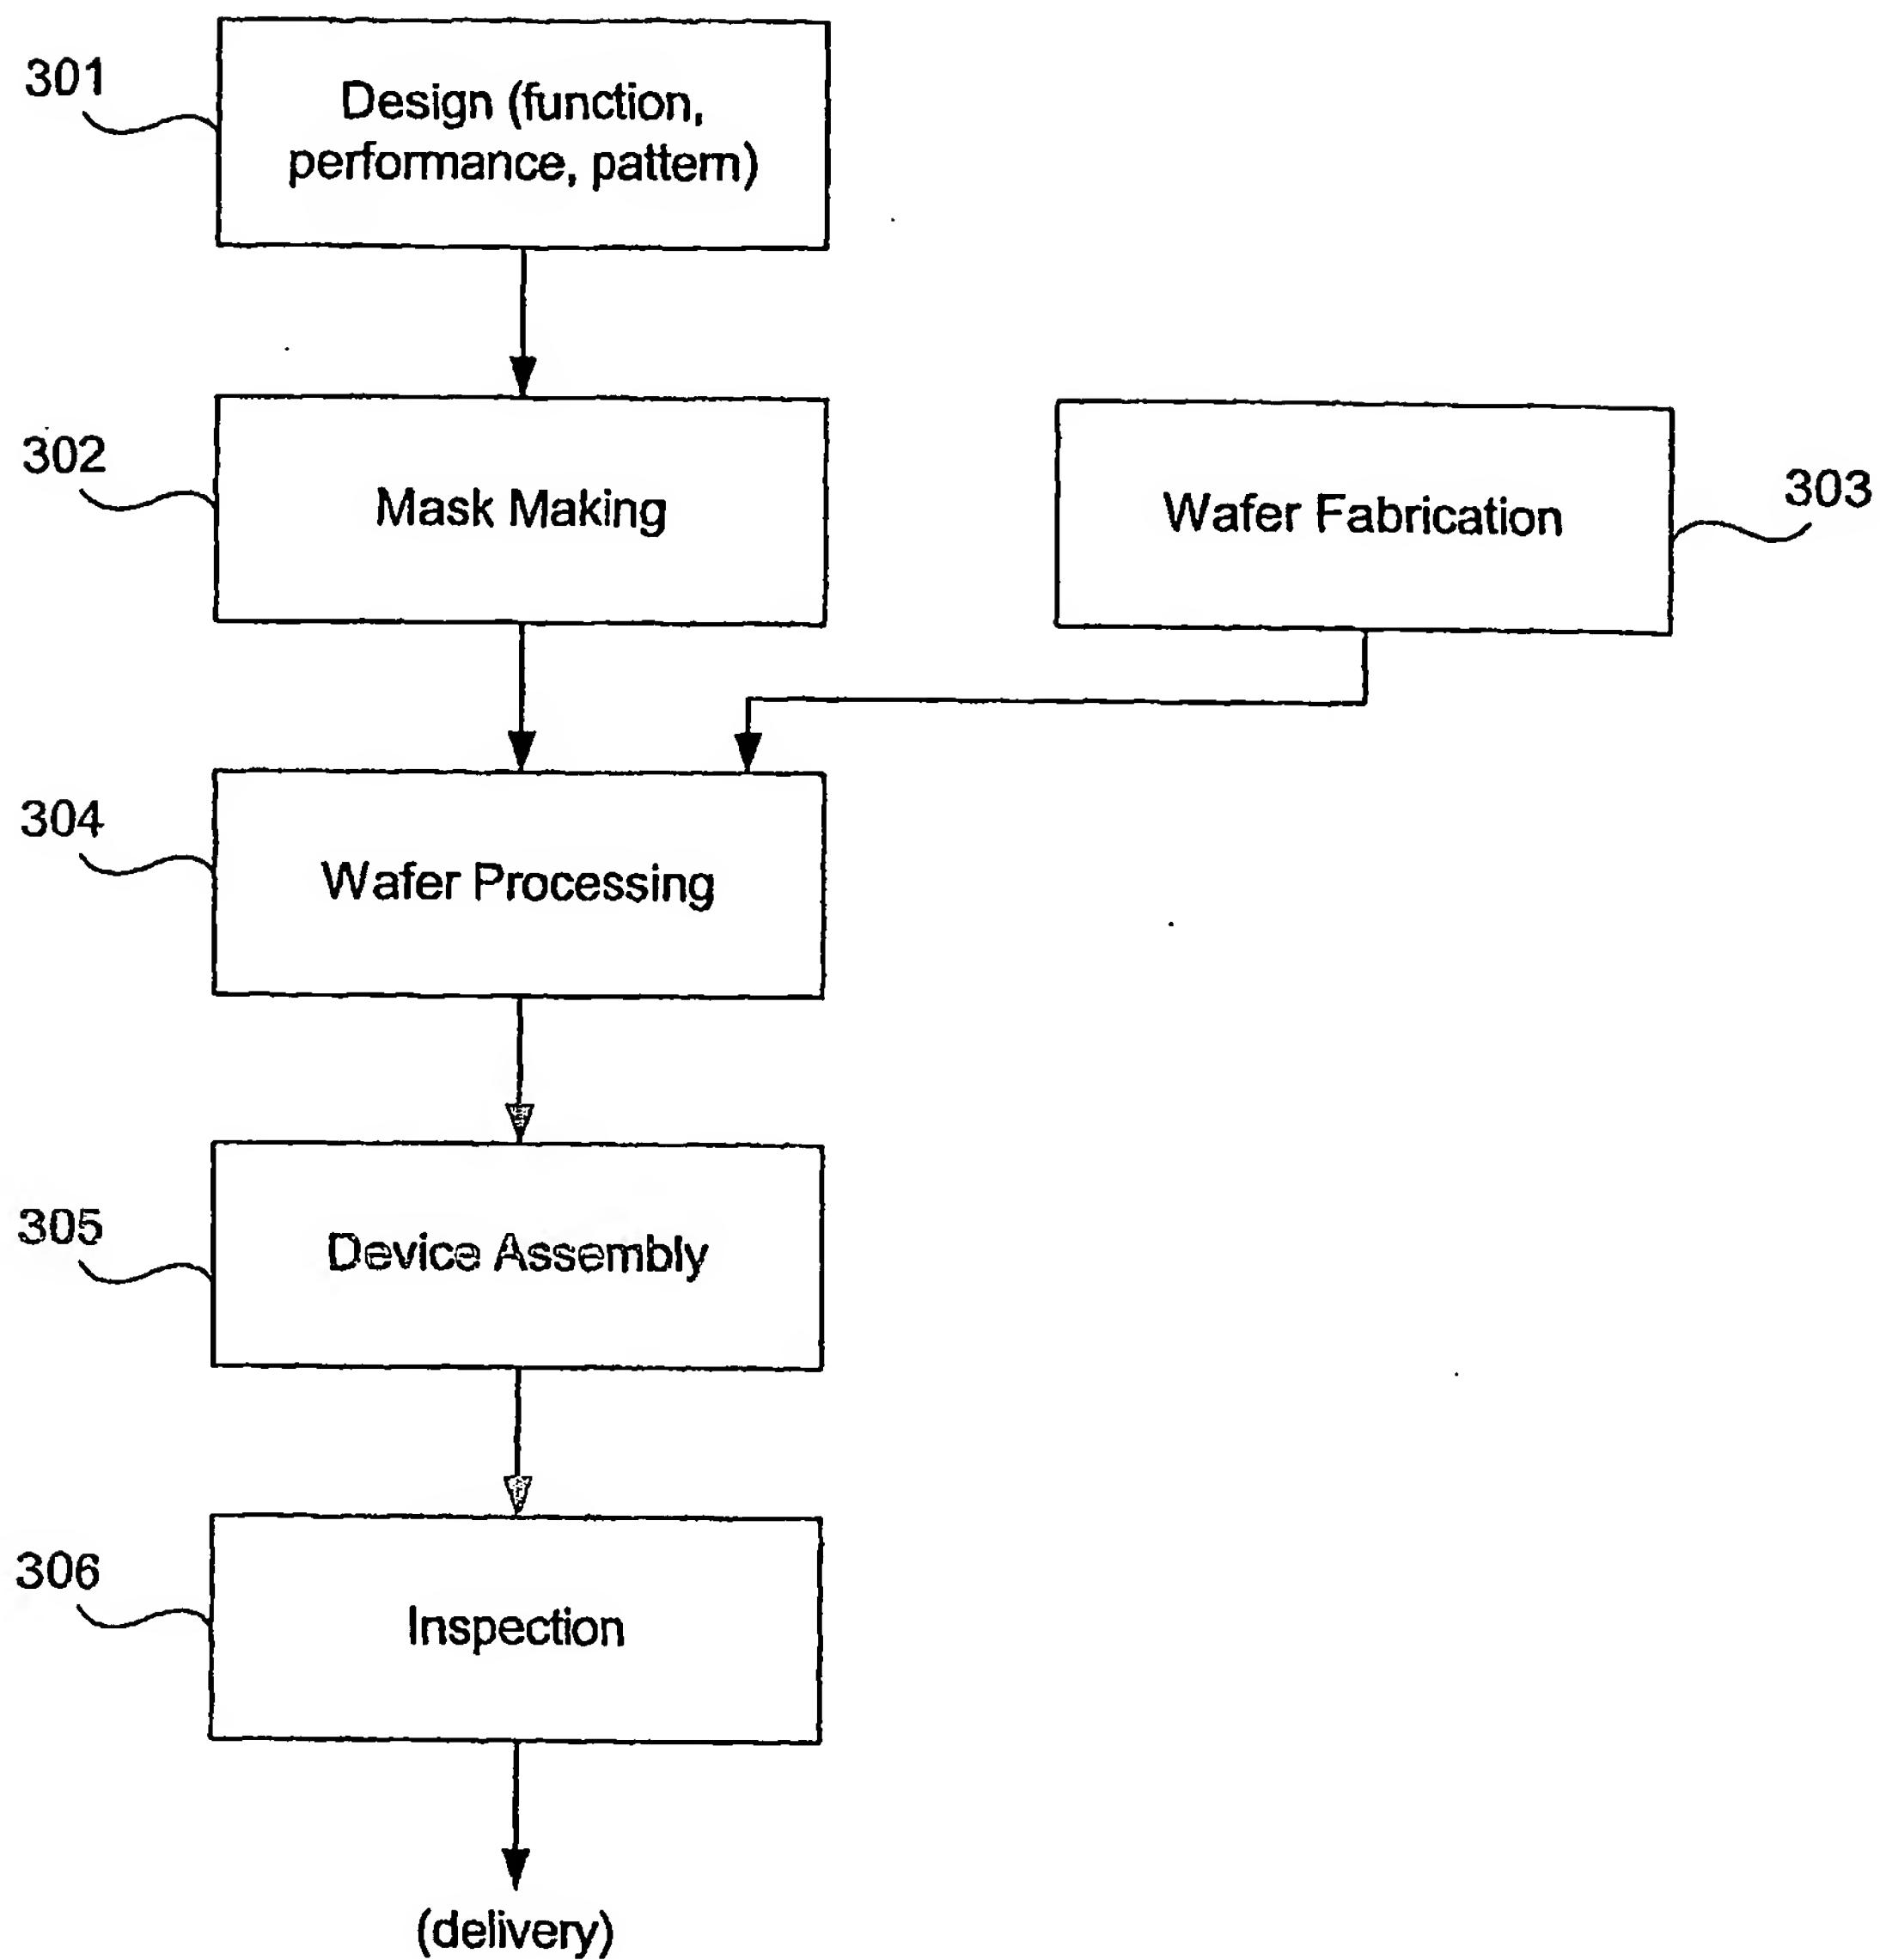 301
Design (function,
performance, pattern)
302
Mask Making
Wafer Fabrication
303
304
Wafer Processing
305
Device Assembly
306
Inspection
(delivery)